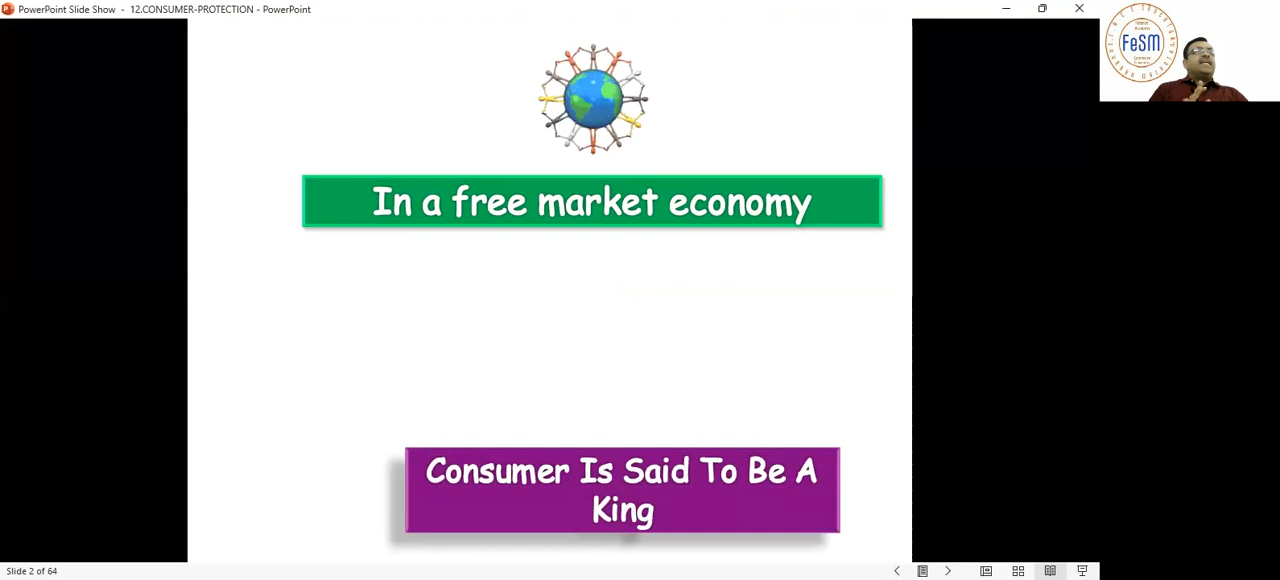 PowerPoint Slide Show - 12.CONSUMER-PROTECTION - PowerPoint
FeSM
In a free market economy
Consumer Is Said To Be A
King
Slide 2 of 64